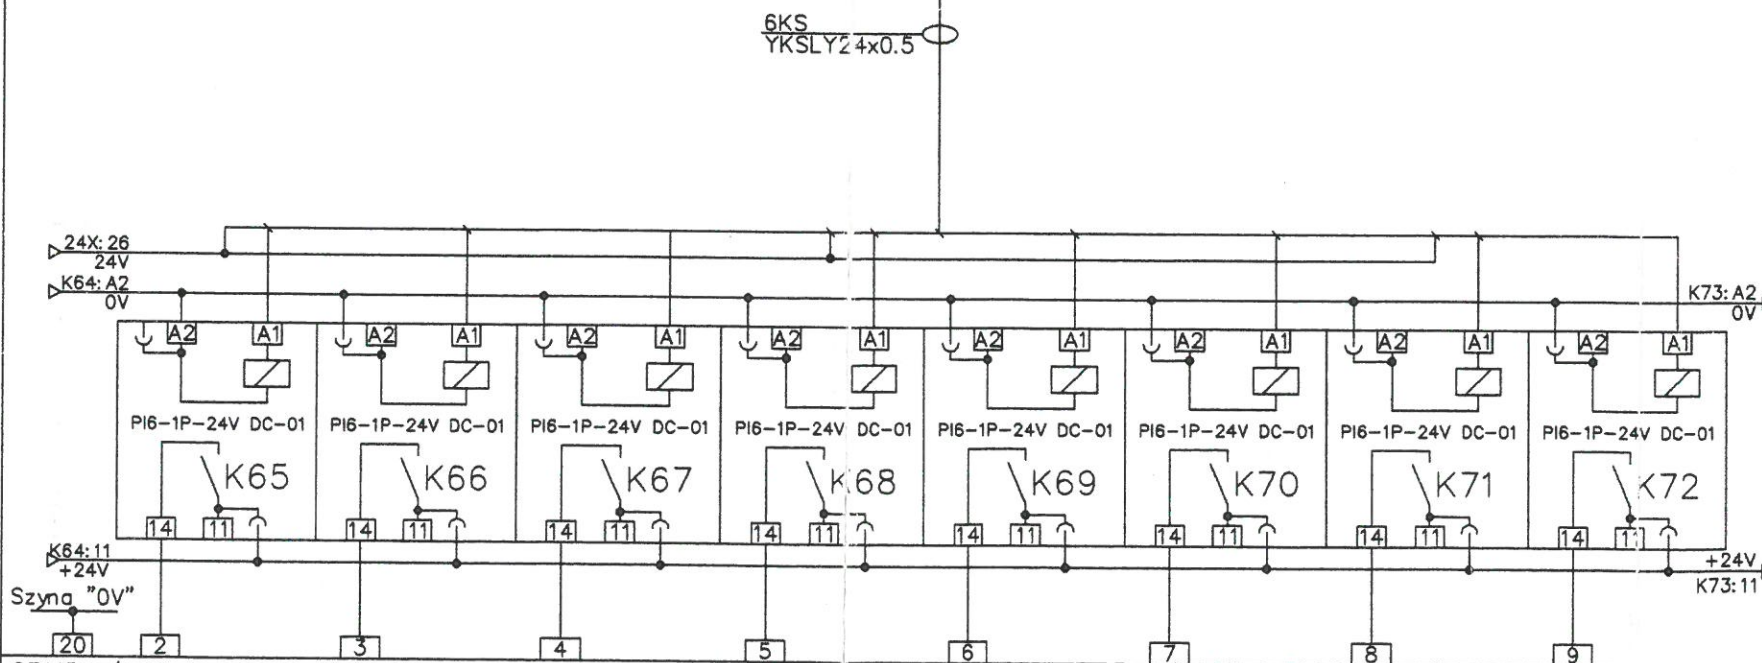 6KS
YKSLY24x0.5
24X:26
24V
K64:A2
0V
K73:A2
0V
A2 A1 A2 A1 A2 A1 A2 A1 A2 A1 A2 A1 A2 A1 A2 A1
PI6-1P-24V DC-01 PI6-1P-24V DC-01 PI6-1P-24V DC-01 PI6-1P-24V DC-01 PI6-1P-24V DC-01 PI6-1P-24V DC-01 PI6-1P-24V DC-01 PI6-1P-24V DC-01
K65 K66 K67 K68 K69 K70 K71 K72
14 11 14 11 14 11 14 11 14 11 14 11 14 11 14 11
K64:11
+24V
+24V
K73:11
Szyna "0V"
20 2 3 4 5 6 7 8 9